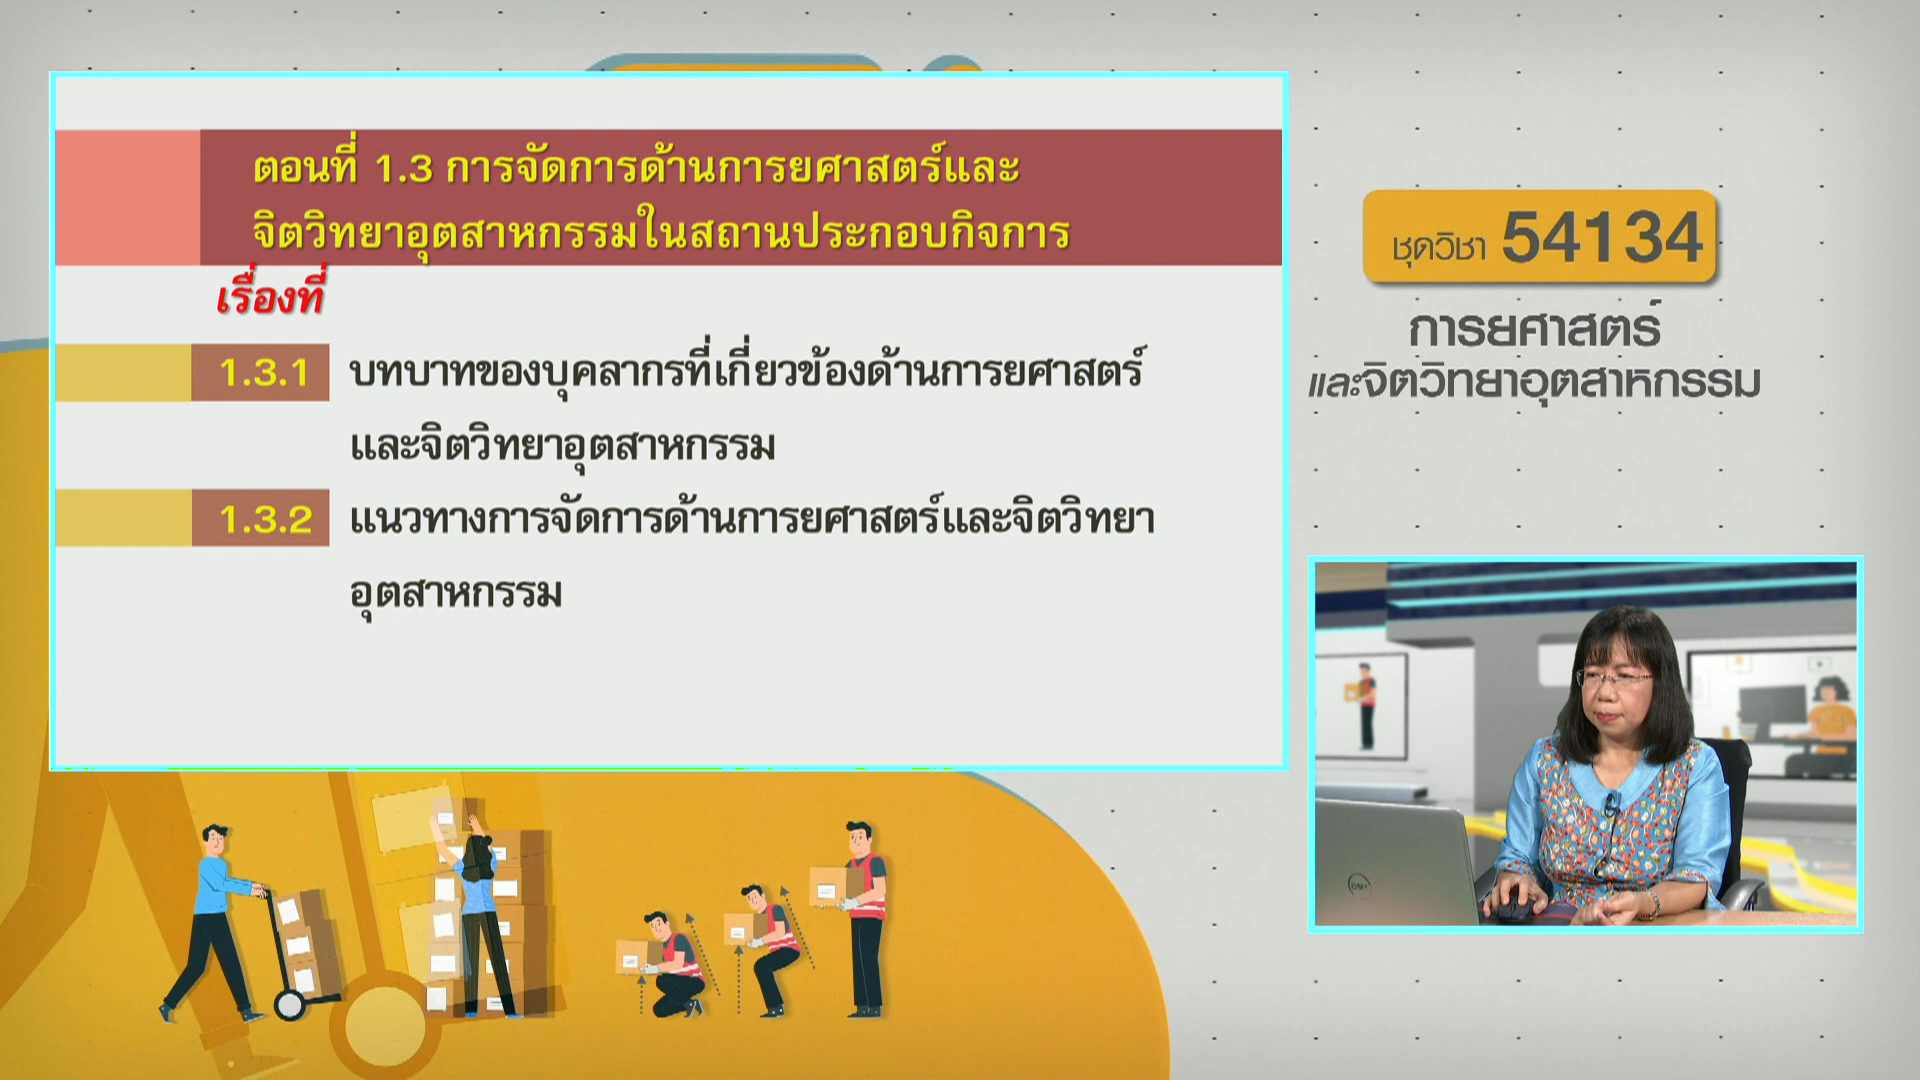 ตอนที่ 1.3 การจัดการด้านการยศาสตร์และ
จิตวิทยาอุตสาหกรรมในสถานประกอบกิจการ
เรื่องที่
1.3.1 บทบาทของบุคลากรที่เกี่ยวข้องด้านการยศาสตร์
และจิตวิทยาอุตสาหกรรม
1.3.2 แนวทางการจัดการด้านการยศาสตร์และจิตวิทยา
อุตสาหกรรม
ชุดวิชา 54134
การยศาสตร์
และจิตวิทยาอุตสาหกรรม
DELL